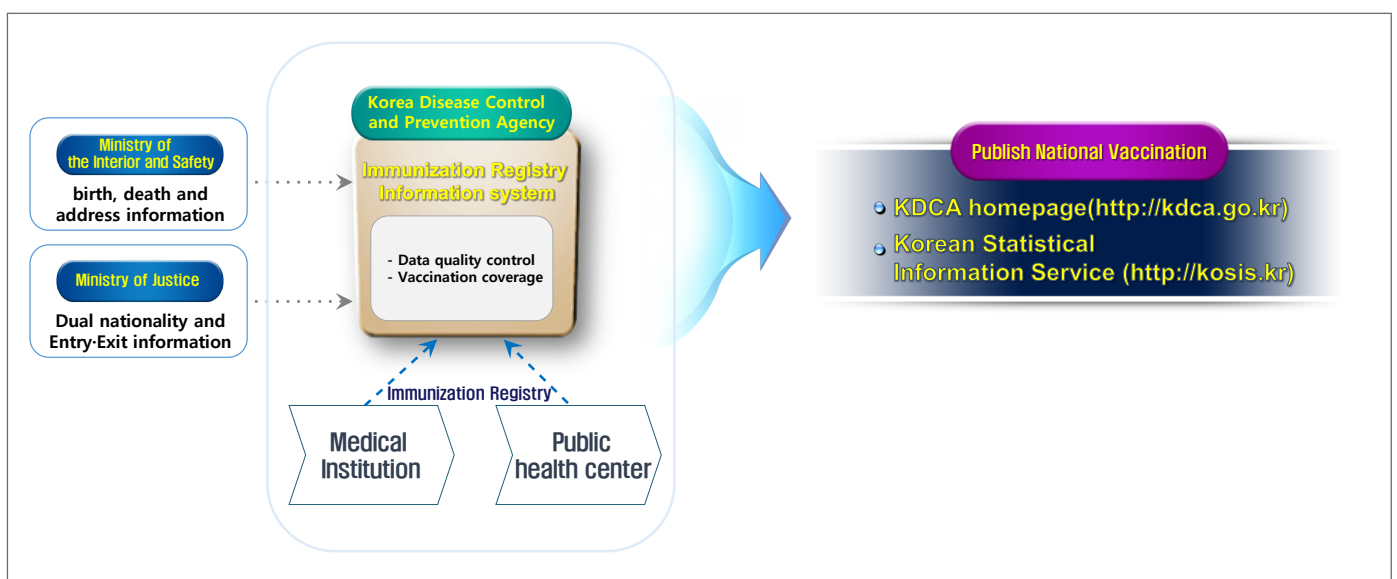 Ministry of
the Interior and Safety
birth, death and
address information
Ministry of Justice
Dual nationality and
Entry·Exit information
Korea Disease Control
and Prevention Agency
Immunization Registry
Information system
- Data quality control
- Vaccination coverage
Immunization Registry
Medical
Institution
Public
health center
Publish National Vaccination
KDCA homepage(http://kdca.go.kr)
Korean Statistical
Information Service (http://kosis.kr)